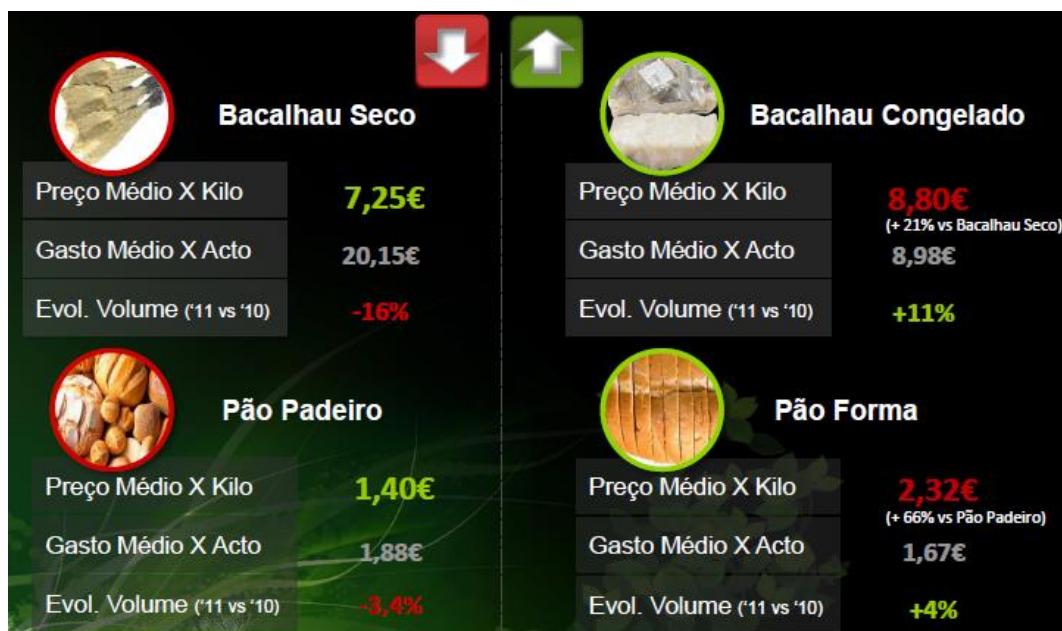 Bacalhau Seco
Preço Médio X Kilo 7,25€
Gasto Médio X Acto 20,15€
Evol. Volume ('11 vs '10) -16%
Bacalhau Congelado
Preço Médio X Kilo 8,80€
(+ 21% vs Bacalhau Seco)
Gasto Médio X Acto 8,98€
Evol. Volume ('11 vs '10) +11%
Pão Padeiro
Preço Médio X Kilo 1,40€
Gasto Médio X Acto 1,88€
Evol. Volume ('11 vs '10) -3,4%
Pão Forma
Preço Médio X Kilo 2,32€
(+ 66% vs Pão Padeiro)
Gasto Médio X Acto 1,67€
Evol. Volume ('11 vs '10) +4%